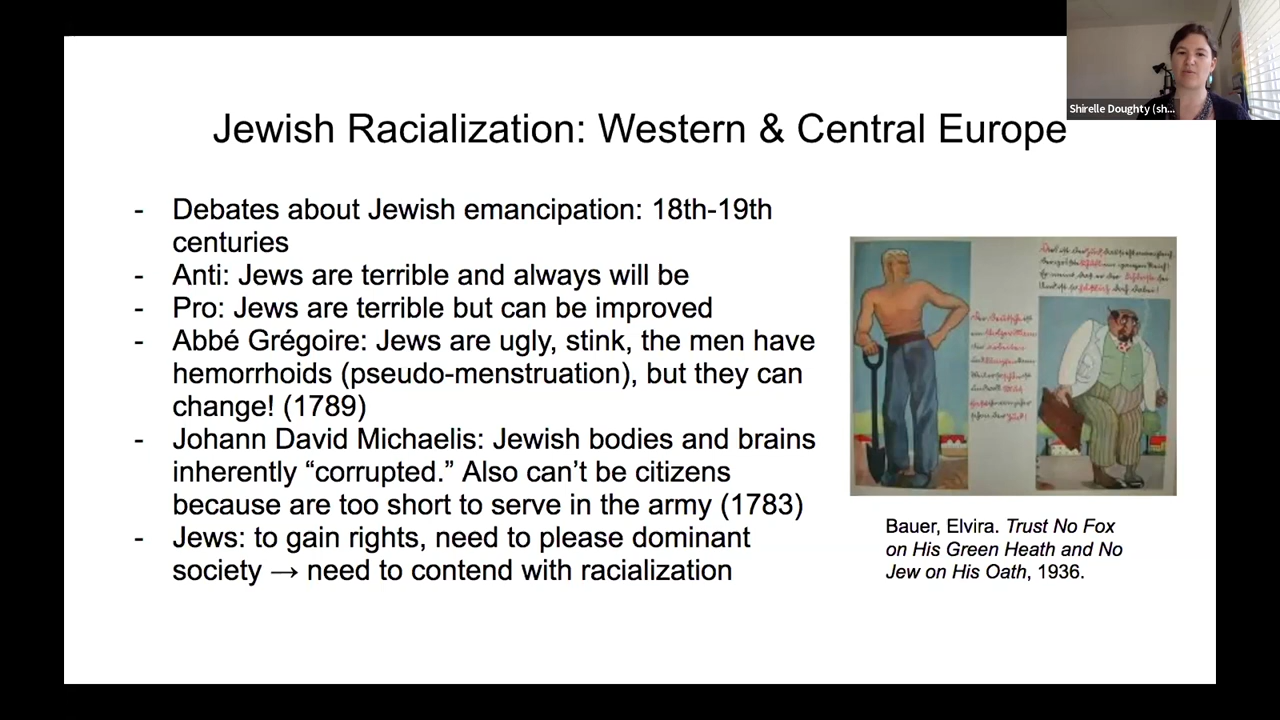 Jewish Racialization: Western & Central Europe
- Debates about Jewish emancipation: 18th-19th
centuries
- Anti: Jews are terrible and always will be
- Pro: Jews are terrible but can be improved
- Abbé Grégoire: Jews are ugly, stink, the men have
hemorrhoids (pseudo-menstruation), but they can
change! (1789)
- Johann David Michaelis: Jewish bodies and brains
inherently “corrupted.” Also can’t be citizens
because are too short to serve in the army (1783)
- Jews: to gain rights, need to please dominant
society → need to contend with racialization
Bauer, Elvira. Trust No Fox
on His Green Heath and No
Jew on His Oath, 1936.
Shirelle Doughty (sh...